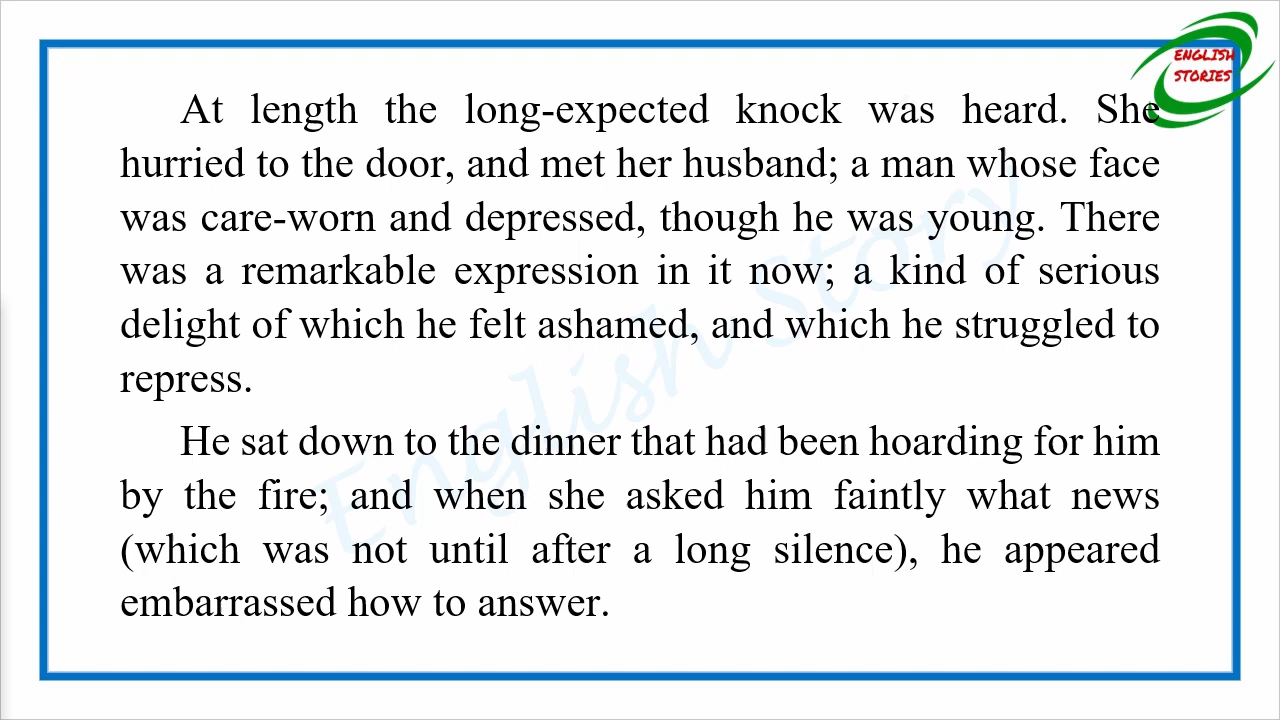 ENGLISH
STORIES
At length the long-expected knock was heard. She
hurried to the door, and met her husband; a man whose face
was care-worn and depressed, though he was young. There
was a remarkable expression in it now; a kind of serious
delight of which he felt ashamed, and which he struggled to
repress.
He sat down to the dinner that had been hoarding for him
by the fire; and when she asked him faintly what news
(which was not until after a long silence), he appeared
embarrassed how to answer.
English Story